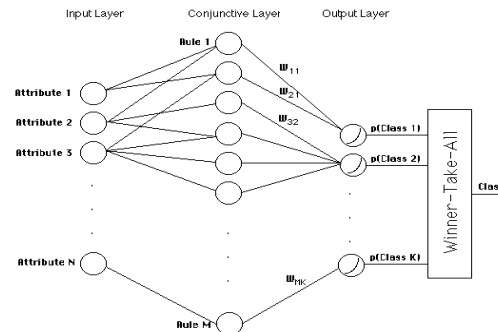 Input Layer Conjunctive Layer Output Layer
Rule 1
W11
Attribute 1
W21
Attribute 2
W32
p(Class 1)
Attribute 3
p(Class 2)
Winner-Take-All
Class
Attribute N
p(Class K)
WMK
Rule M